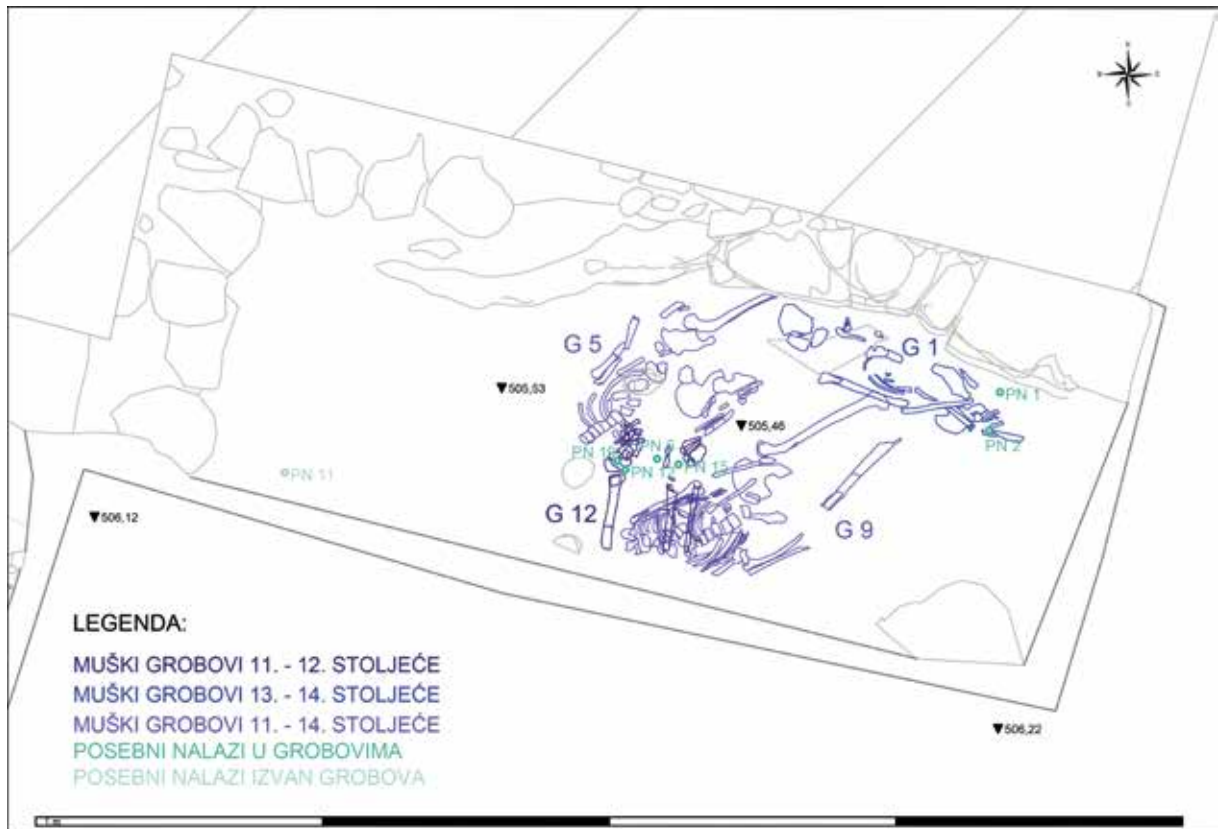 G 5
G 1
▼505,53
PN 1
▼505,46
PN 2
PN 11
PN 15
G 12
G 9
▼506,12
▼506,22
LEGENDA:
MUŠKI GROBOVI 11. - 12. STOLJEĆE
MUŠKI GROBOVI 13. - 14. STOLJEĆE
MUŠKI GROBOVI 11. - 14. STOLJEĆE
POSEBNI NALAZI U GROBOVIMA
POSEBNI NALAZI IZVAN GROBOVA
1 m